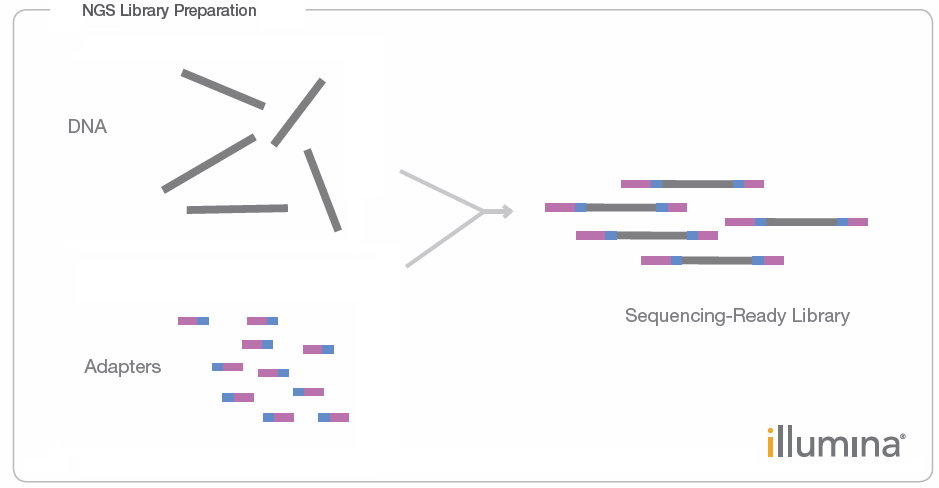 NGS Library Preparation
DNA
Adapters
Sequencing-Ready Library
illumina®